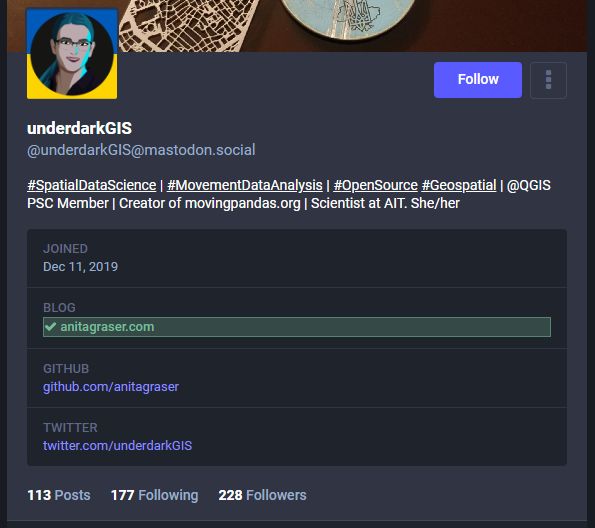 Follow
underdarkGIS
@underdarkGIS@mastodon.social
#SpatialDataScience | #MovementDataAnalysis | #OpenSource #Geospatial | @QGIS
PSC Member | Creator of movingpandas.org | Scientist at AIT. She/her
JOINED
Dec 11, 2019
BLOG
✔ anitagraser.com
GITHUB
github.com/anitagraser
TWITTER
twitter.com/underdarkGIS
113 Posts 177 Following 228 Followers